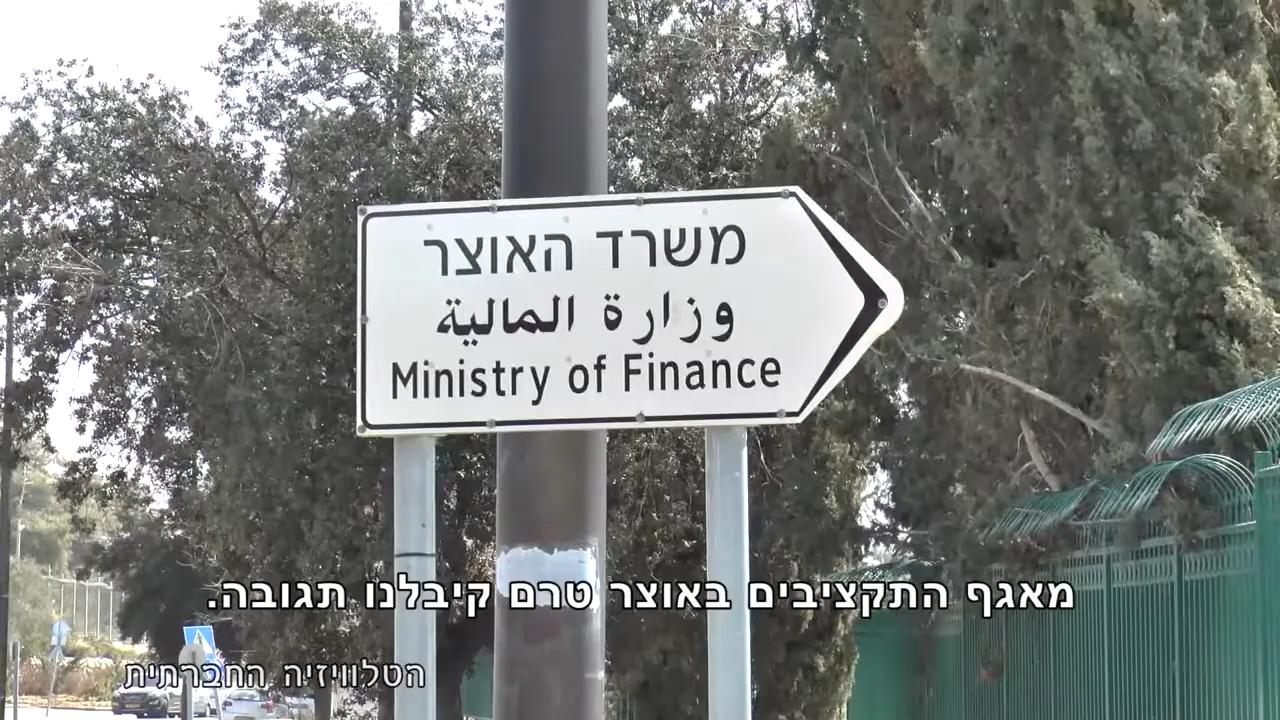 משרד האוצר
وزارة المالية
Ministry of Finance
מאגף התקציבים באוצר טרם קיבלנו תגובה.
הטלוויזיה החברתית